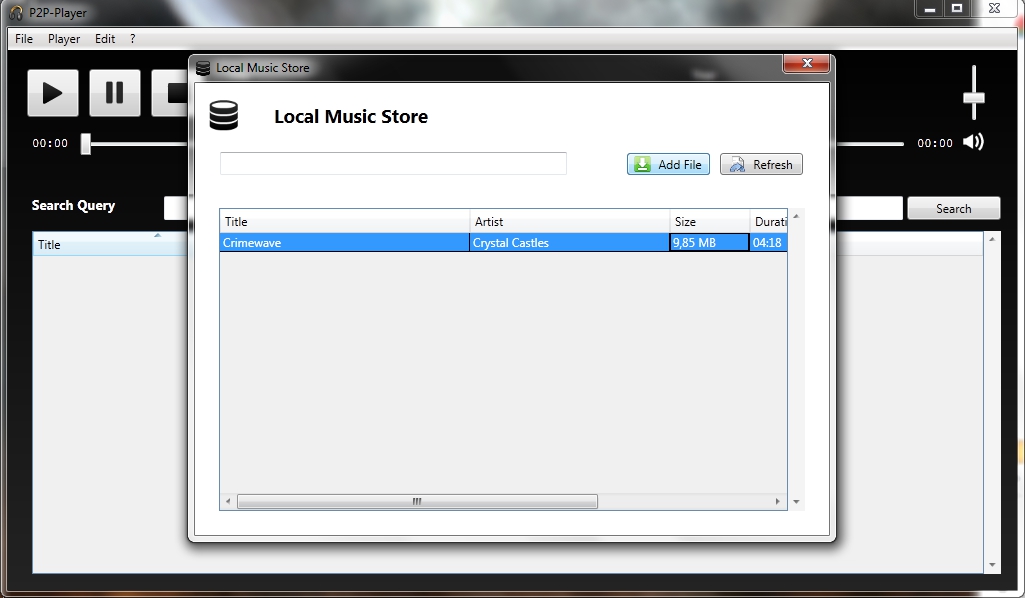 P2P-Player
File Player Edit ?
Local Music Store
Local Music Store
00:00
00:00
Add File
Refresh
Search Query
Search
Title
Title Artist Size Durati
Crimewave Crystal Castles 9,85 MB 04:18